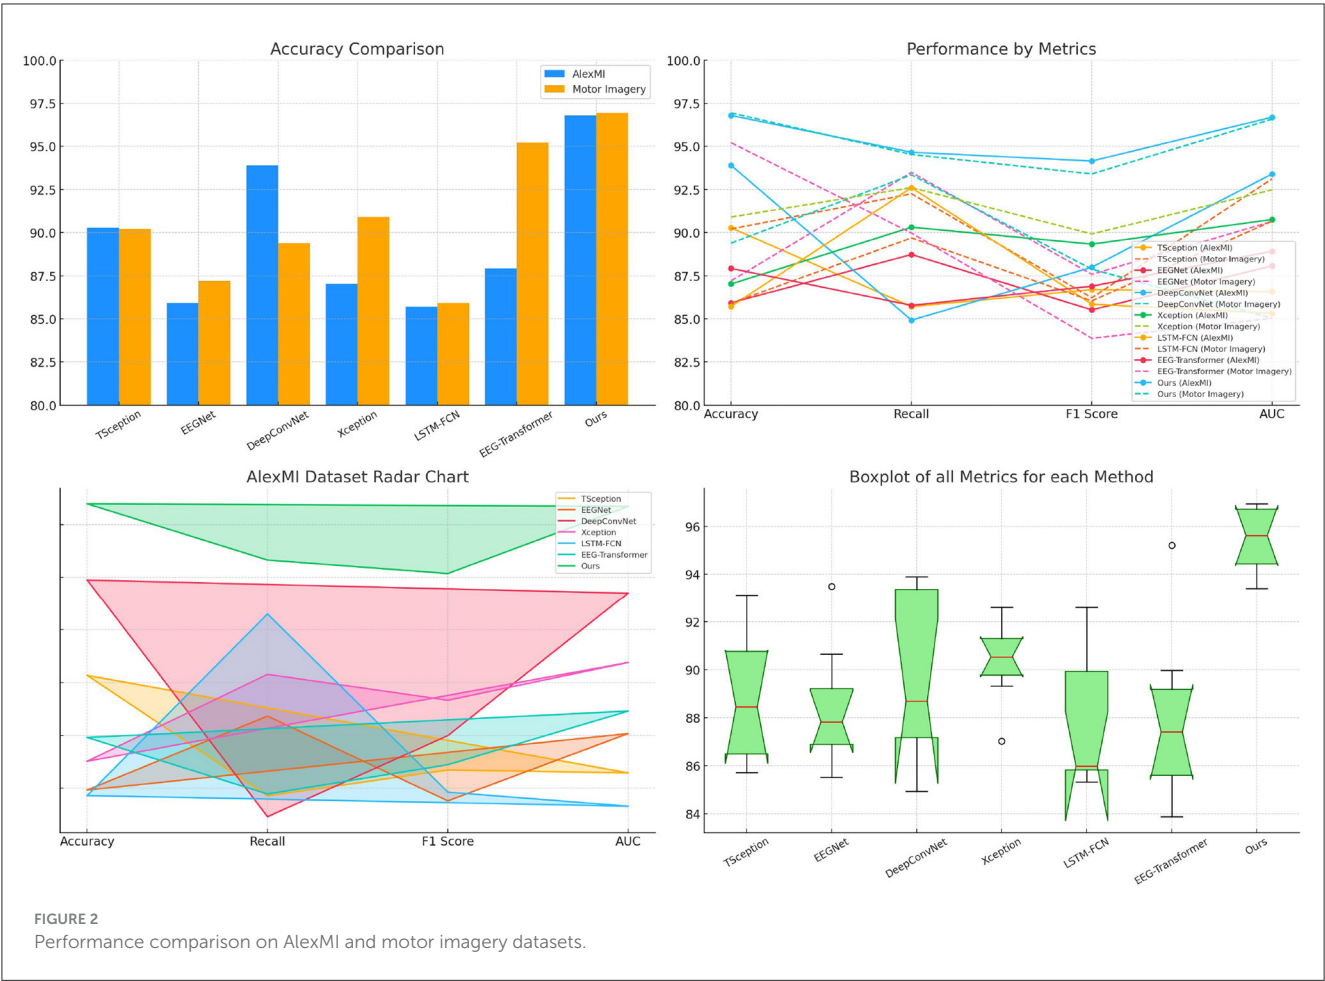 Accuracy Comparison
100.0
97.5
95.0
92.5
90.0
87.5
85.0
82.5
80.0
AlexMI
Motor Imagery
TSception
EEGNet
DeepConvNet
Xception
LSTM-FCN
EEG-Transformer
Ours
Performance by Metrics
100.0
97.5
95.0
92.5
90.0
87.5
85.0
82.5
80.0
TSception (AlexMI)
TSception (Motor Imagery)
EEGNet (AlexMI)
EEGNet (Motor Imagery)
DeepConvNet (AlexMI)
DeepConvNet (Motor Imagery)
Xception (AlexMI)
Xception (Motor Imagery)
LSTM-FCN (AlexMI)
LSTM-FCN (Motor Imagery)
EEG-Transformer (AlexMI)
EEG-Transformer (Motor Imagery)
Ours (AlexMI)
Ours (Motor Imagery)
Accuracy
Recall
F1 Score
AUC
AlexMI Dataset Radar Chart
TSception
EEGNet
DeepConvNet
Xception
LSTM-FCN
EEG-Transformer
Ours
Accuracy
Recall
F1 Score
AUC
Boxplot of all Metrics for each Method
96
94
92
90
88
86
84
TSception
EEGNet
DeepConvNet
Xception
LSTM-FCN
EEG-Transformer
Ours
FIGURE 2
Performance comparison on AlexMI and motor imagery datasets.